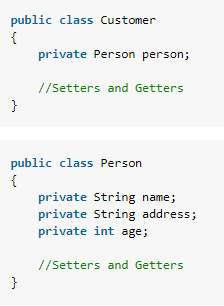 public class Customer
{
    private Person person;
    //Setters and Getters
}
public class Person
{
    private String name;
    private String address;
    private int age;
    //Setters and Getters
}